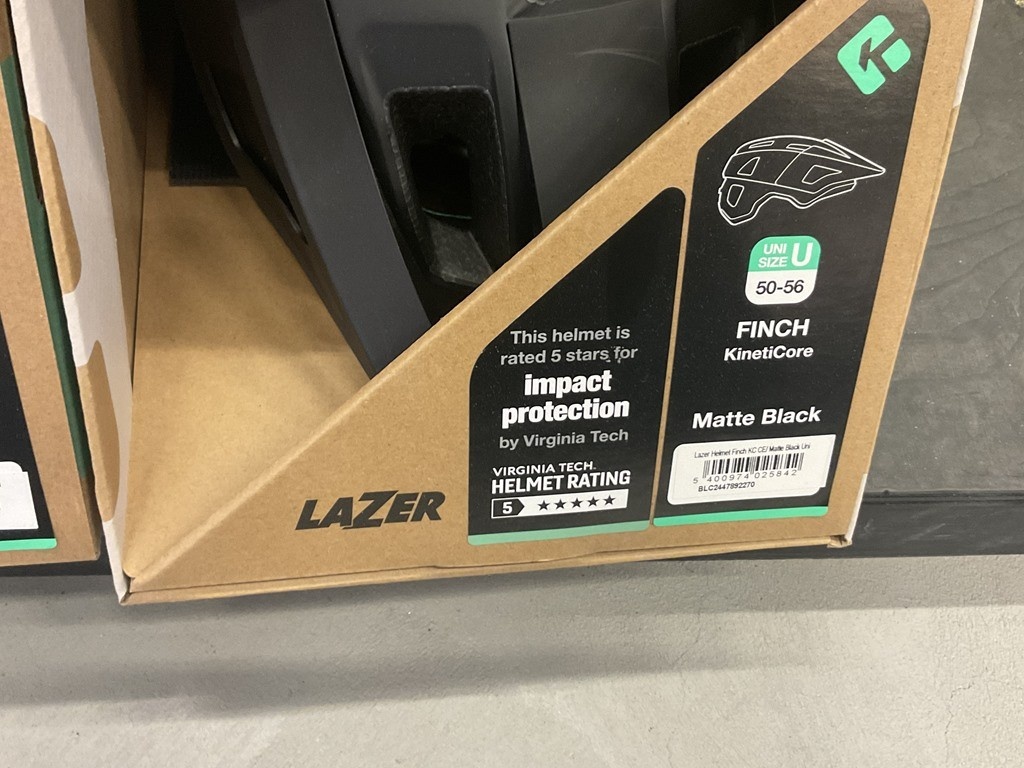 LAZER
This helmet is
rated 5 stars for
impact
protection
by Virginia Tech
VIRGINIA TECH.
HELMET RATING
5 ★★★★★
K
UNI
SIZE U
50-56
FINCH
KinetiCore
Matte Black
Lazer Helmet Finch KC CE/ Matte Black Uni
5 400974 025842
BLC2447892270